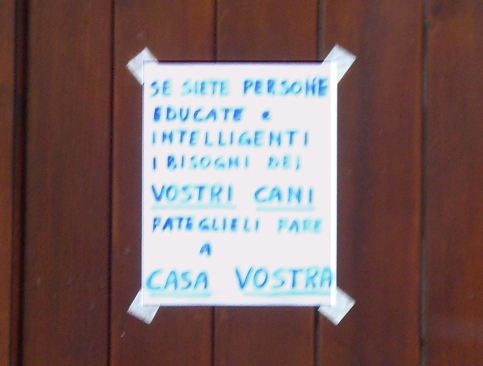 SE SIETE PERSONE
EDUCATE e
INTELLIGENTI
I BISOGNI DEI
VOSTRI CANI
FATEGLIELI FARE
A
CASA VOSTRA